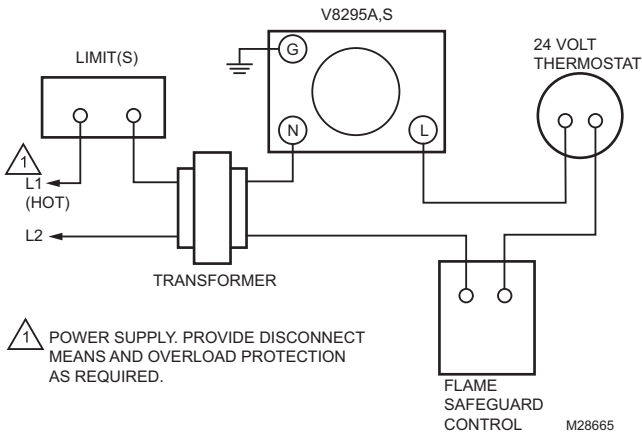 V8295A,S
G
LIMIT(S)
24 VOLT
THERMOSTAT
N
L
1
L1
(HOT)
L2
TRANSFORMER
1 POWER SUPPLY. PROVIDE DISCONNECT
MEANS AND OVERLOAD PROTECTION
AS REQUIRED.
FLAME
SAFEGUARD
CONTROL
M28665